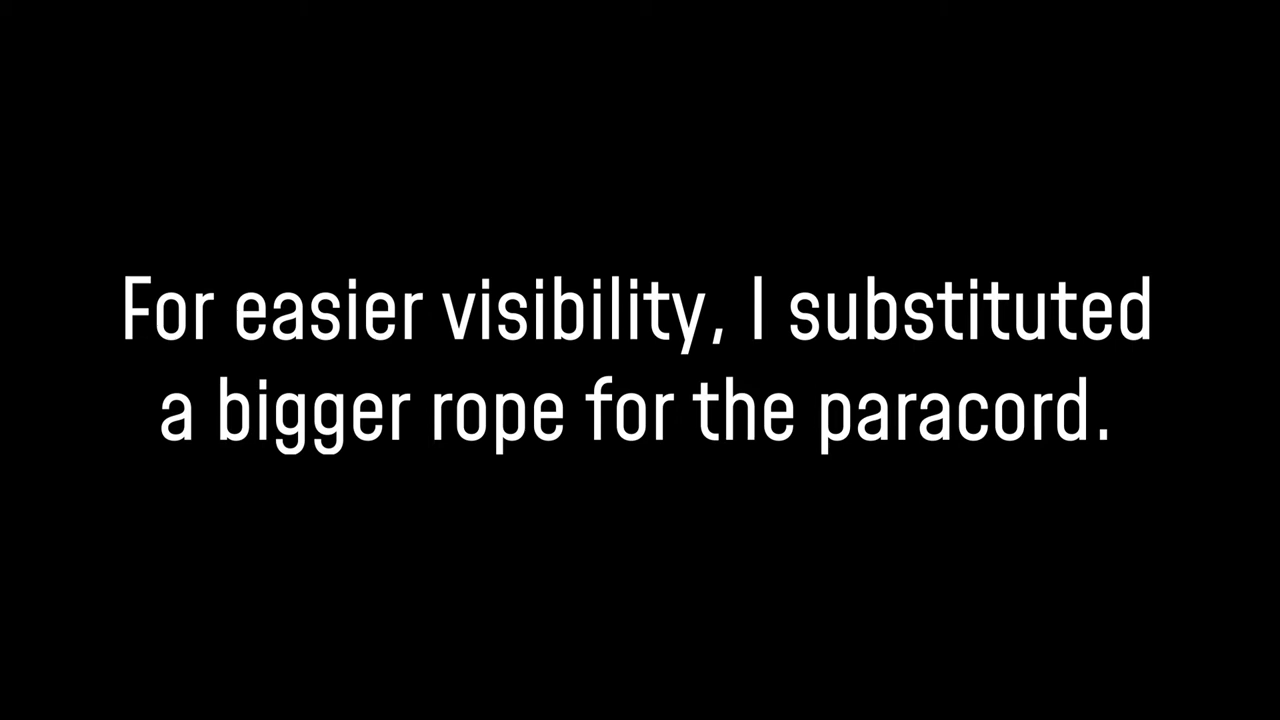 For easier visibility, I substituted
a bigger rope for the paracord.